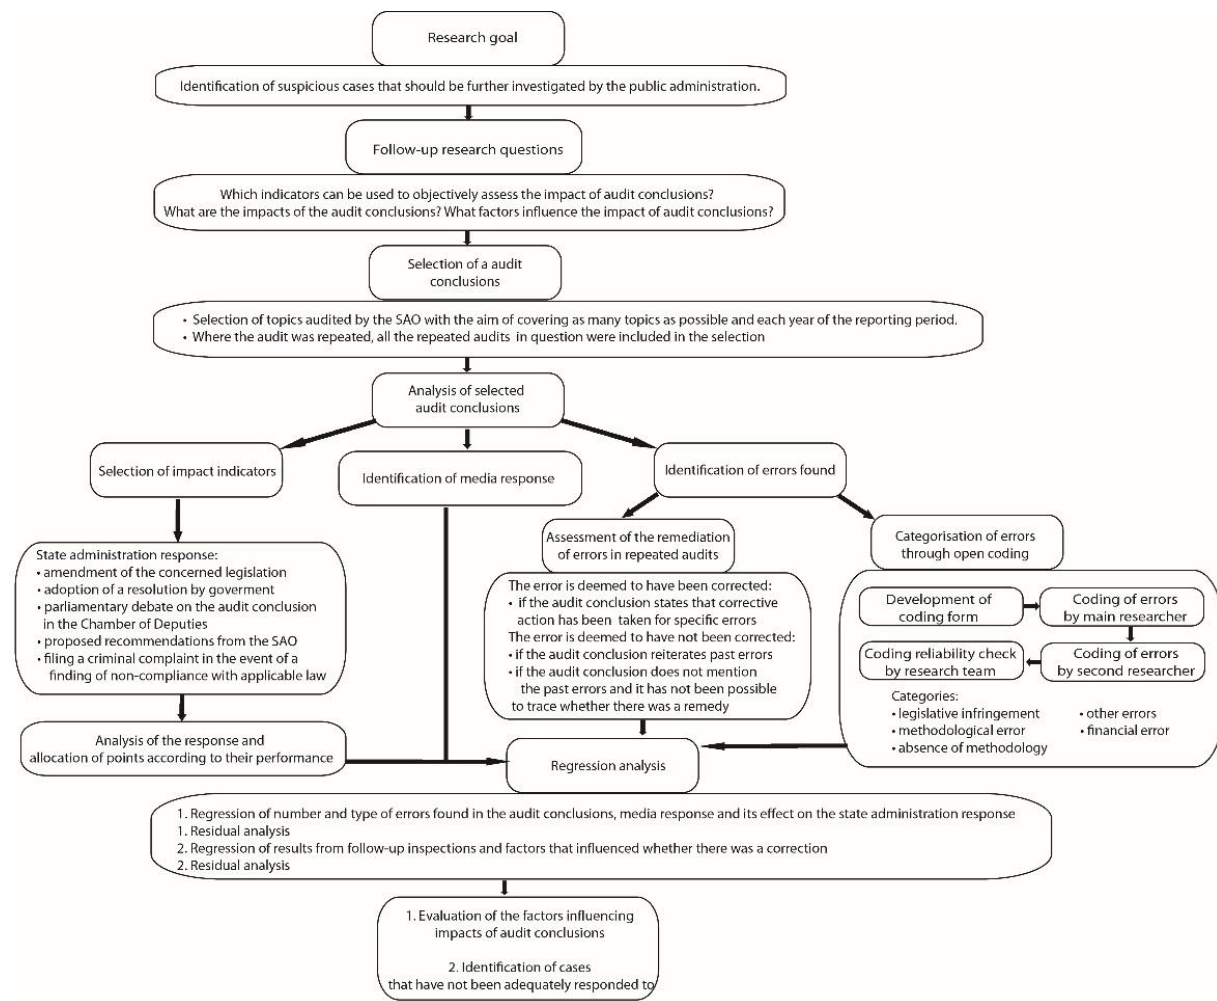 Research goal
Identification of suspicious cases that should be further investigated by the public administration.
Follow-up research questions
Which indicators can be used to objectively assess the impact of audit conclusions?
What are the impacts of the audit conclusions? What factors influence the impact of audit conclusions?
Selection of a audit
conclusions
• Selection of topics audited by the SAO with the aim of covering as many topics as possible and each year of the reporting period.
• Where the audit was repeated, all the repeated audits in question were included in the selection
Analysis of selected
audit conclusions
Selection of impact indicators
Identification of media response
Identification of errors found
State administration response:
• amendment of the concerned legislation
• adoption of a resolution by goverment
• parliamentary debate on the audit conclusion
in the Chamber of Deputies
• proposed recommendations from the SAO
• filing a criminal complaint in the event of a
finding of non-compliance with applicable law
Analysis of the response and
allocation of points according to their performance
Assessment of the remediation
of errors in repeated audits
The error is deemed to have been corrected:
• if the audit conclusion states that corrective
action has been taken for specific errors
The error is deemed to have not been corrected:
• if the audit conclusion reiterates past errors
• if the audit conclusion does not mention
the past errors and it has not been possible
to trace whether there was a remedy
Categorisation of errors
through open coding
Development of
coding form
Coding of errors
by main researcher
Coding reliability check
by research team
Coding of errors
by second researcher
Categories:
• legislative infringement
• methodological error
• absence of methodology
• other errors
• financial error
Regression analysis
1. Regression of number and type of errors found in the audit conclusions, media response and its effect on the state administration response
1. Residual analysis
2. Regression of results from follow-up inspections and factors that influenced whether there was a correction
2. Residual analysis
1. Evaluation of the factors influencing
impacts of audit conclusions
2. Identification of cases
that have not been adequately responded to